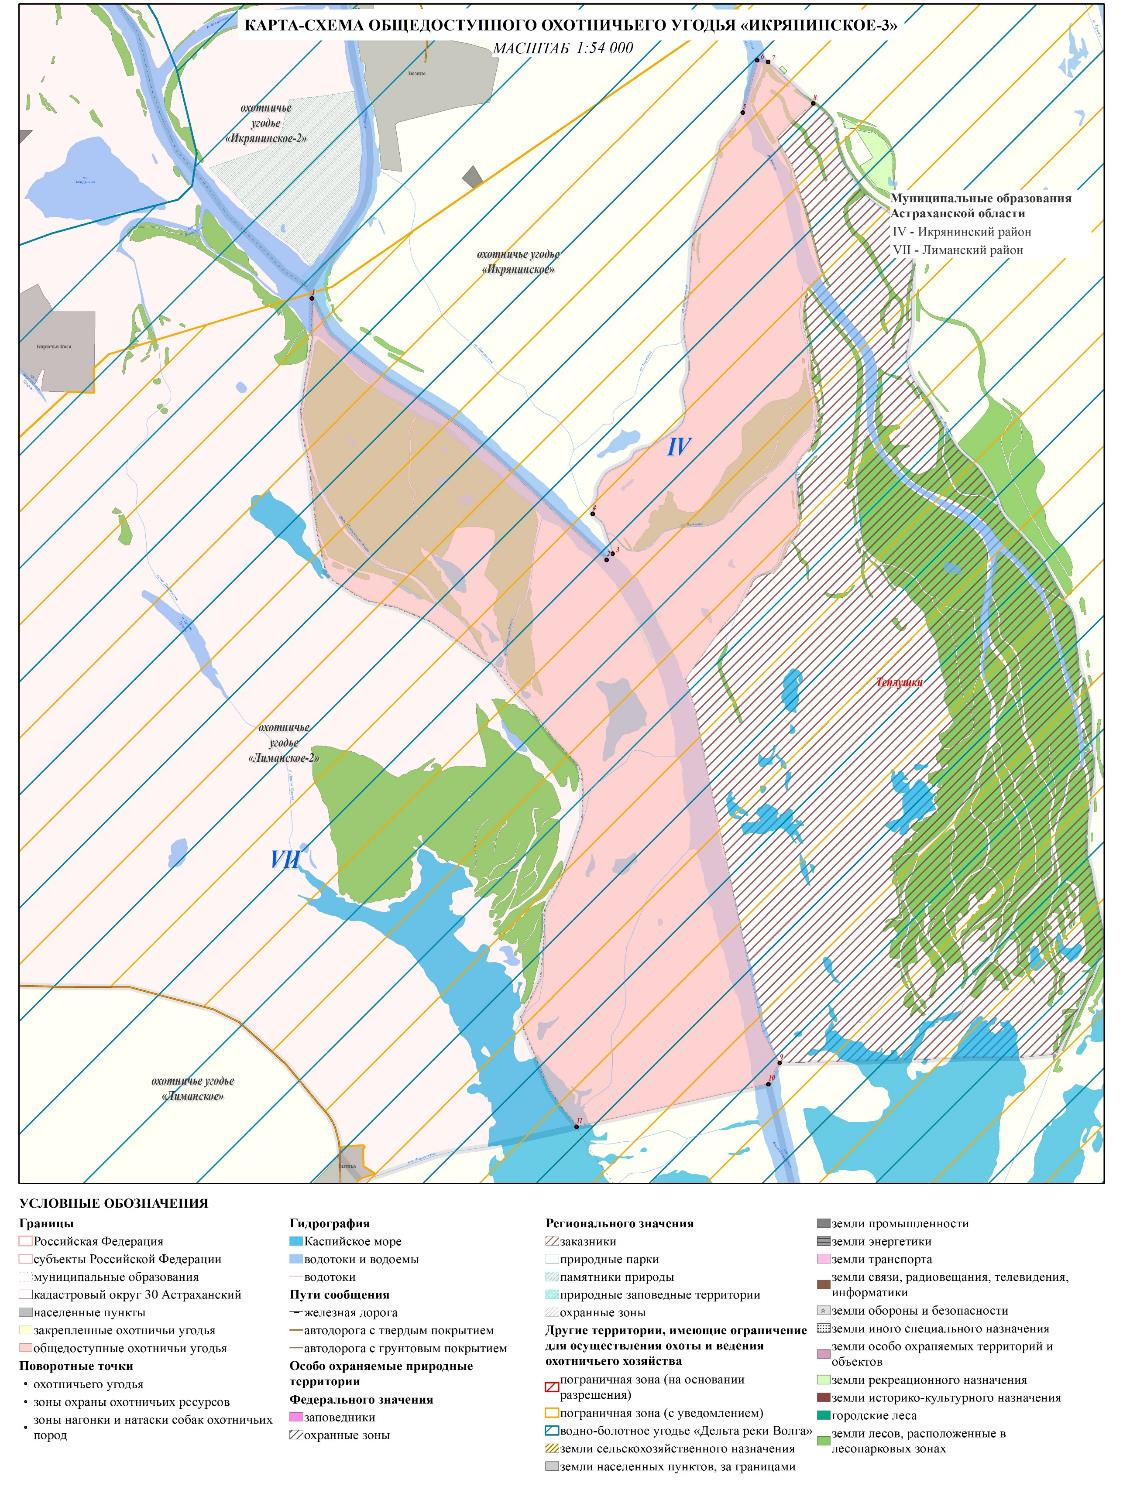 КАРТА-СХЕМА ОБЩЕДОСТУПНОГО ОХОТНИЧЬЕГО УГОДЬЯ «ИКРЯНИНСКОЕ-3»
МАСШТАБ 1:54 000
охотничье
угодье
«Икрянинское-2»
охотничье угодье
«Икрянинское»
Муниципальные образования
Астраханской области
IV - Икрянинский район
VII - Лиманский район
7
8
IV
2
3
Теплушки
охотничье
угодье
«Лиманское-2»
VII
охотничье угодье
«Лиманское»
9
10
11
УСЛОВНЫЕ ОБОЗНАЧЕНИЯ
Границы
Российская Федерация
субъекты Российской Федерации
муниципальные образования
кадастровый округ 30 Астраханский
населенные пункты
закрепленные охотничьи угодья
общедоступные охотничьи угодья
Поворотные точки
охотничьего угодья
зоны охраны охотничьих ресурсов
зоны нагонки и натаски собак охотничьих
пород
Гидрография
Каспийское море
водотоки и водоемы
водотоки
Пути сообщения
железная дорога
автодорога с твердым покрытием
автодорога с грунтовым покрытием
Особо охраняемые природные
территории
Федерального значения
заповедники
охранные зоны
Регионального значения
заказники
природные парки
памятники природы
природные заповедные территории
охранные зоны
Другие территории, имеющие ограничение
для осуществления охоты и ведения
охотничьего хозяйства
пограничная зона (на основании
разрешения)
пограничная зона (с уведомлением)
водно-болотное угодье «Дельта реки Волга»
земли сельскохозяйственного назначения
земли населенных пунктов, за границами
земли промышленности
земли энергетики
земли транспорта
земли связи, радиовещания, телевидения,
информатики
земли обороны и безопасности
земли иного специального назначения
земли особо охраняемых территорий и
объектов
земли рекреационного назначения
земли историко-культурного назначения
городские леса
земли лесов, расположенные в
лесопарковых зонах